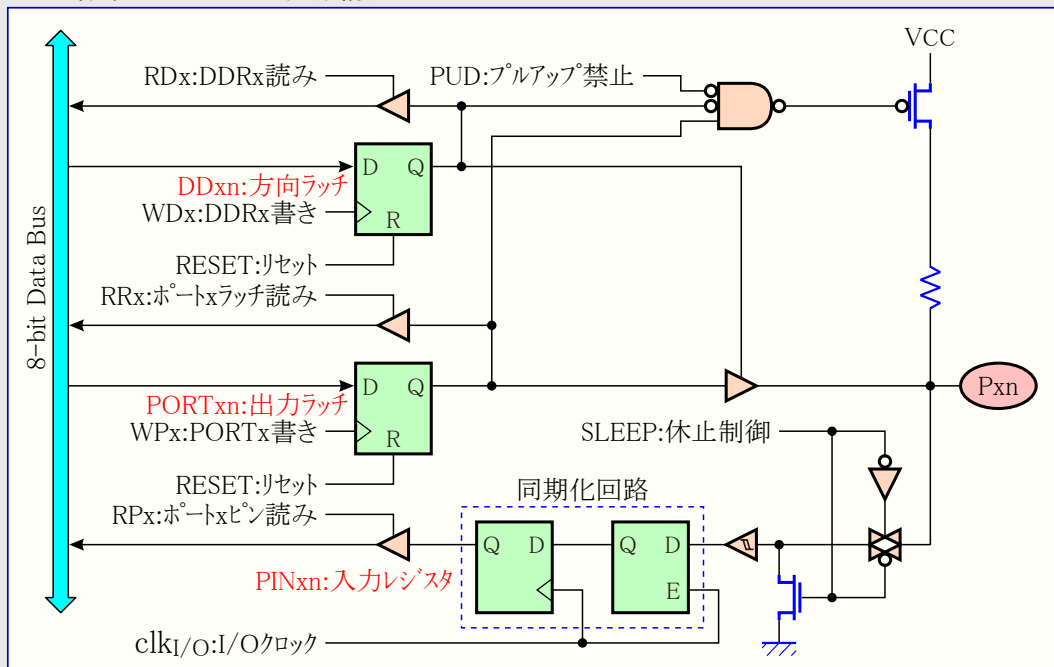 VCC
RDx:DDRx読み
PUD:プルアップ禁止
D
Q
DDxn:方向ラッチ
WDx:DDRx書き
R
RESET:リセット
RRx:ポートxラッチ読み
8-bit Data Bus
D
Q
PORTxn:出力ラッチ
WPx:PORTx書き
R
Pxn
SLEEP:休止制御
RESET:リセット
同期化回路
RPx:ポートxピン読み
Q
D
Q
D
PINxn:入力レジスタ
E
clkI/O:I/Oクロック